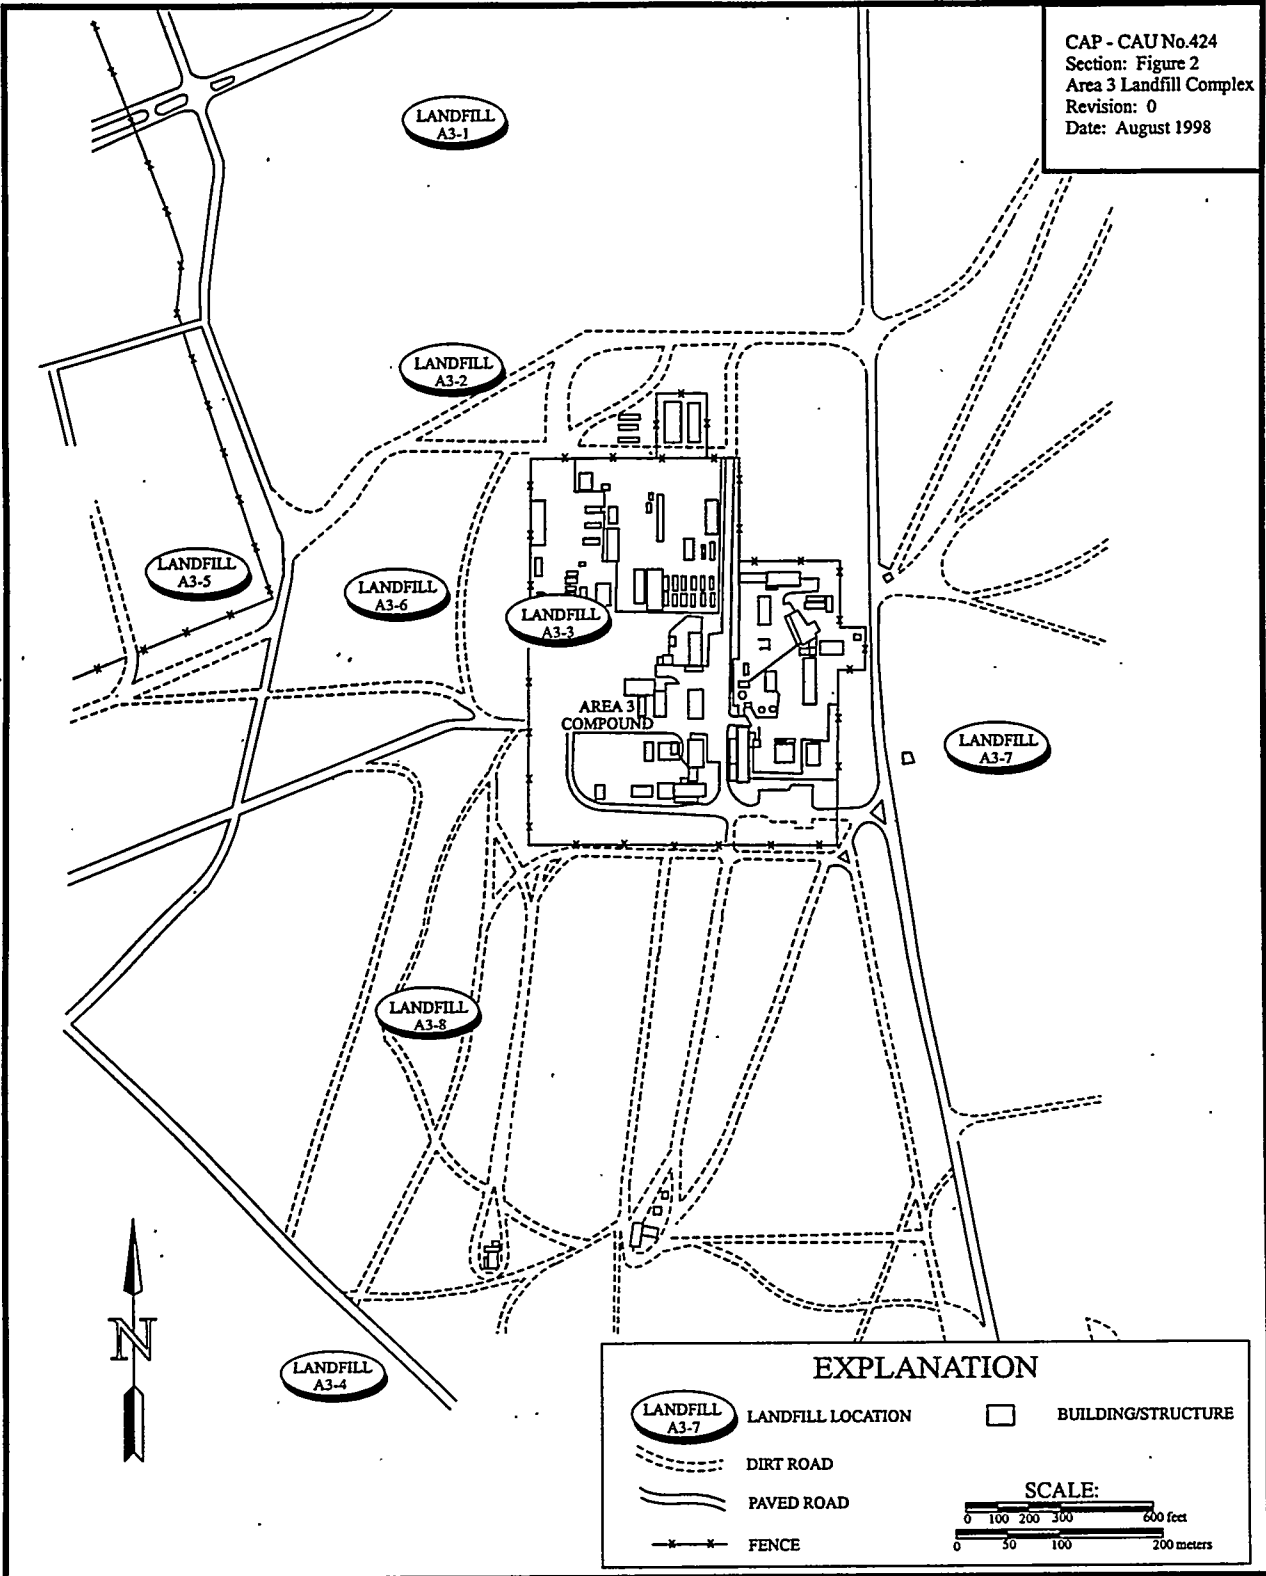 CAP - CAU No.424
Section: Figure 2
Area 3 Landfill Complex
Revision: 0
Date: August 1998
LANDFILL
A3-1
LANDFILL
A3-2
LANDFILL
A3-5
LANDFILL
A3-6
LANDFILL
A3-3
AREA 3
COMPOUND
LANDFILL
A3-7
LANDFILL
A3-8
N
LANDFILL
A3-4
EXPLANATION
LANDFILL
A3-7
LANDFILL LOCATION
BUILDING/STRUCTURE
DIRT ROAD
PAVED ROAD
FENCE
SCALE:
0 100 200 300 600 feet
0 50 100 200 meters